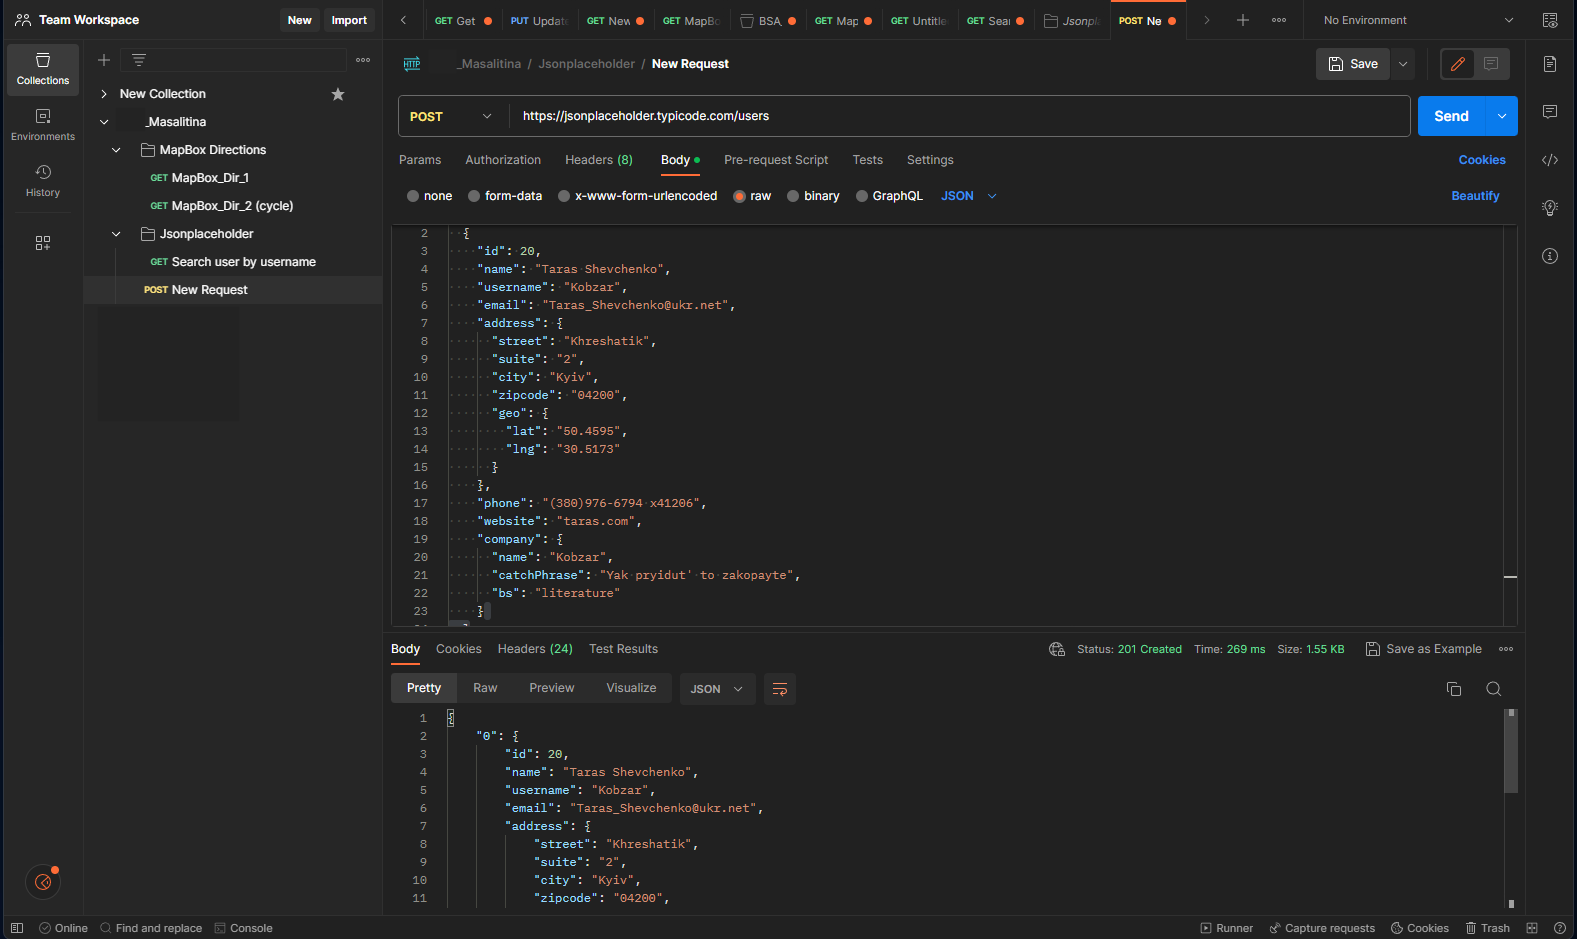 Team Workspace
New
Import
GET Get
PUT Update
GET New
GET MapBo
BSA
GET Map
GET Untitle
GET Sear
Jsonpla
POST Ne
No Environment
Collections
Environments
History
New Collection
_Masalitina
MapBox Directions
GET MapBox_Dir_1
GET MapBox_Dir_2 (cycle)
Jsonplaceholder
GET Search user by username
POST New Request
HTTP
_Masalitina / Jsonplaceholder / New Request
Save
POST
https://jsonplaceholder.typicode.com/users
Send
Params
Authorization
Headers (8)
Body
Pre-request Script
Tests
Settings
Cookies
none
form-data
x-www-form-urlencoded
raw
binary
GraphQL
JSON
Beautify
2 {
3 "id": 20,
4 "name": "Taras Shevchenko",
5 "username": "Kobzar",
6 "email": "Taras_Shevchenko@ukr.net",
7 "address": {
8 "street": "Khreshatik",
9 "suite": "2",
10 "city": "Kyiv",
11 "zipcode": "04200",
12 "geo": {
13 "lat": "50.4595",
14 "lng": "30.5173"
15 }
16 },
17 "phone": "(380)976-6794 x41206",
18 "website": "taras.com",
19 "company": {
20 "name": "Kobzar",
21 "catchPhrase": "Yak pryidut' to zakopayte",
22 "bs": "literature"
23 }
Body
Cookies
Headers (24)
Test Results
Status: 201 Created
Time: 269 ms
Size: 1.55 KB
Save as Example
Pretty
Raw
Preview
Visualize
JSON
1 {
2 "0": {
3 "id": 20,
4 "name": "Taras Shevchenko",
5 "username": "Kobzar",
6 "email": "Taras_Shevchenko@ukr.net",
7 "address": {
8 "street": "Khreshatik",
9 "suite": "2",
10 "city": "Kyiv",
11 "zipcode": "04200",
Online
Find and replace
Console
Runner
Capture requests
Cookies
Trash